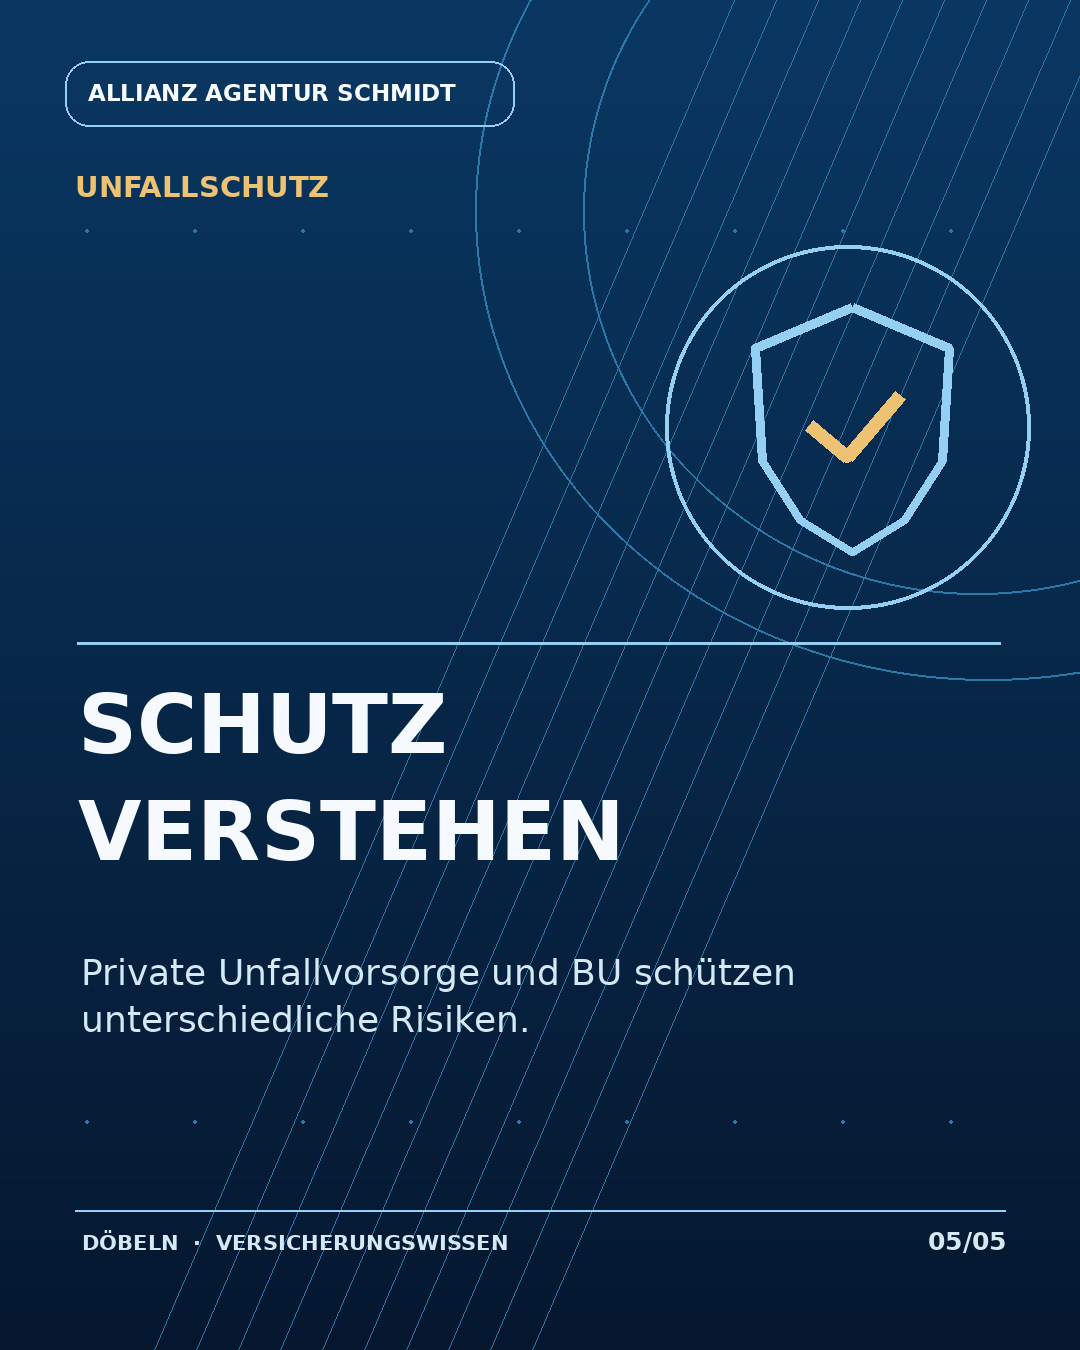 ALLIANZ AGENTUR SCHMIDT
UNFALLSCHUTZ
SCHUTZ
VERSTEHEN
Private Unfallvorsorge und BU schützen
unterschiedliche Risiken.
DÖBELN · VERSICHERUNGSWISSEN
05/05